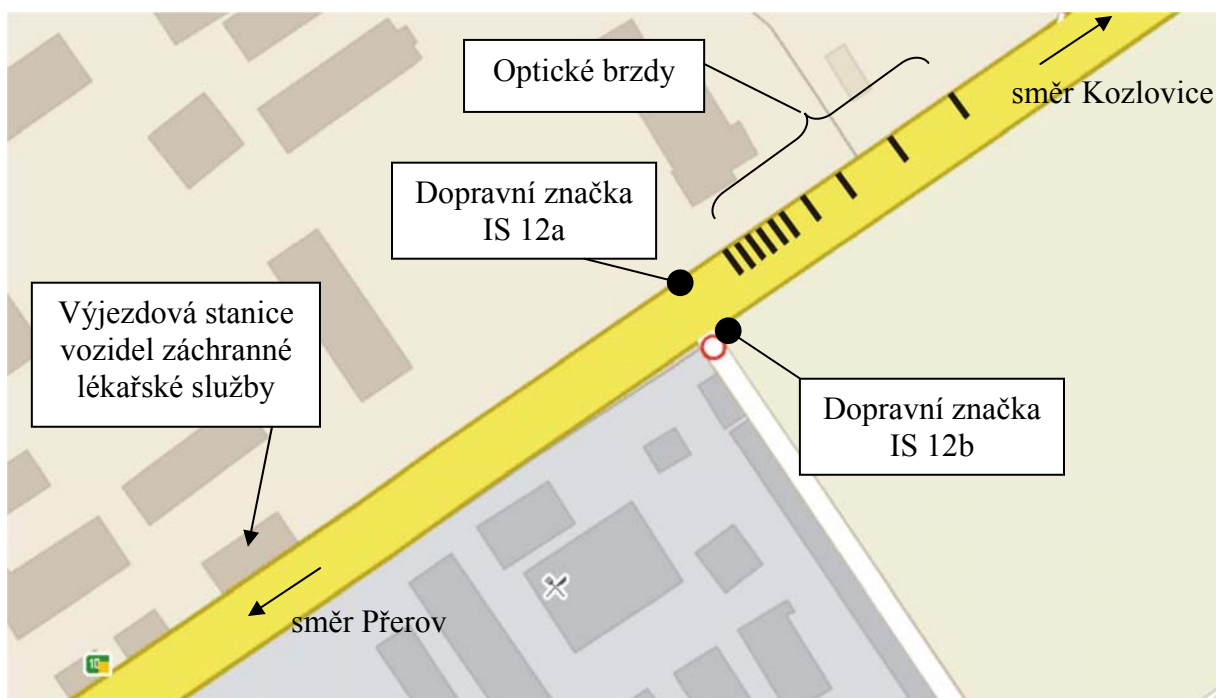 Optické brzdy
směr Kozlovice
Dopravní značka
IS 12a
Výjezdová stanice
vozidel záchranné
lékařské služby
Dopravní značka
IS 12b
směr Přerov